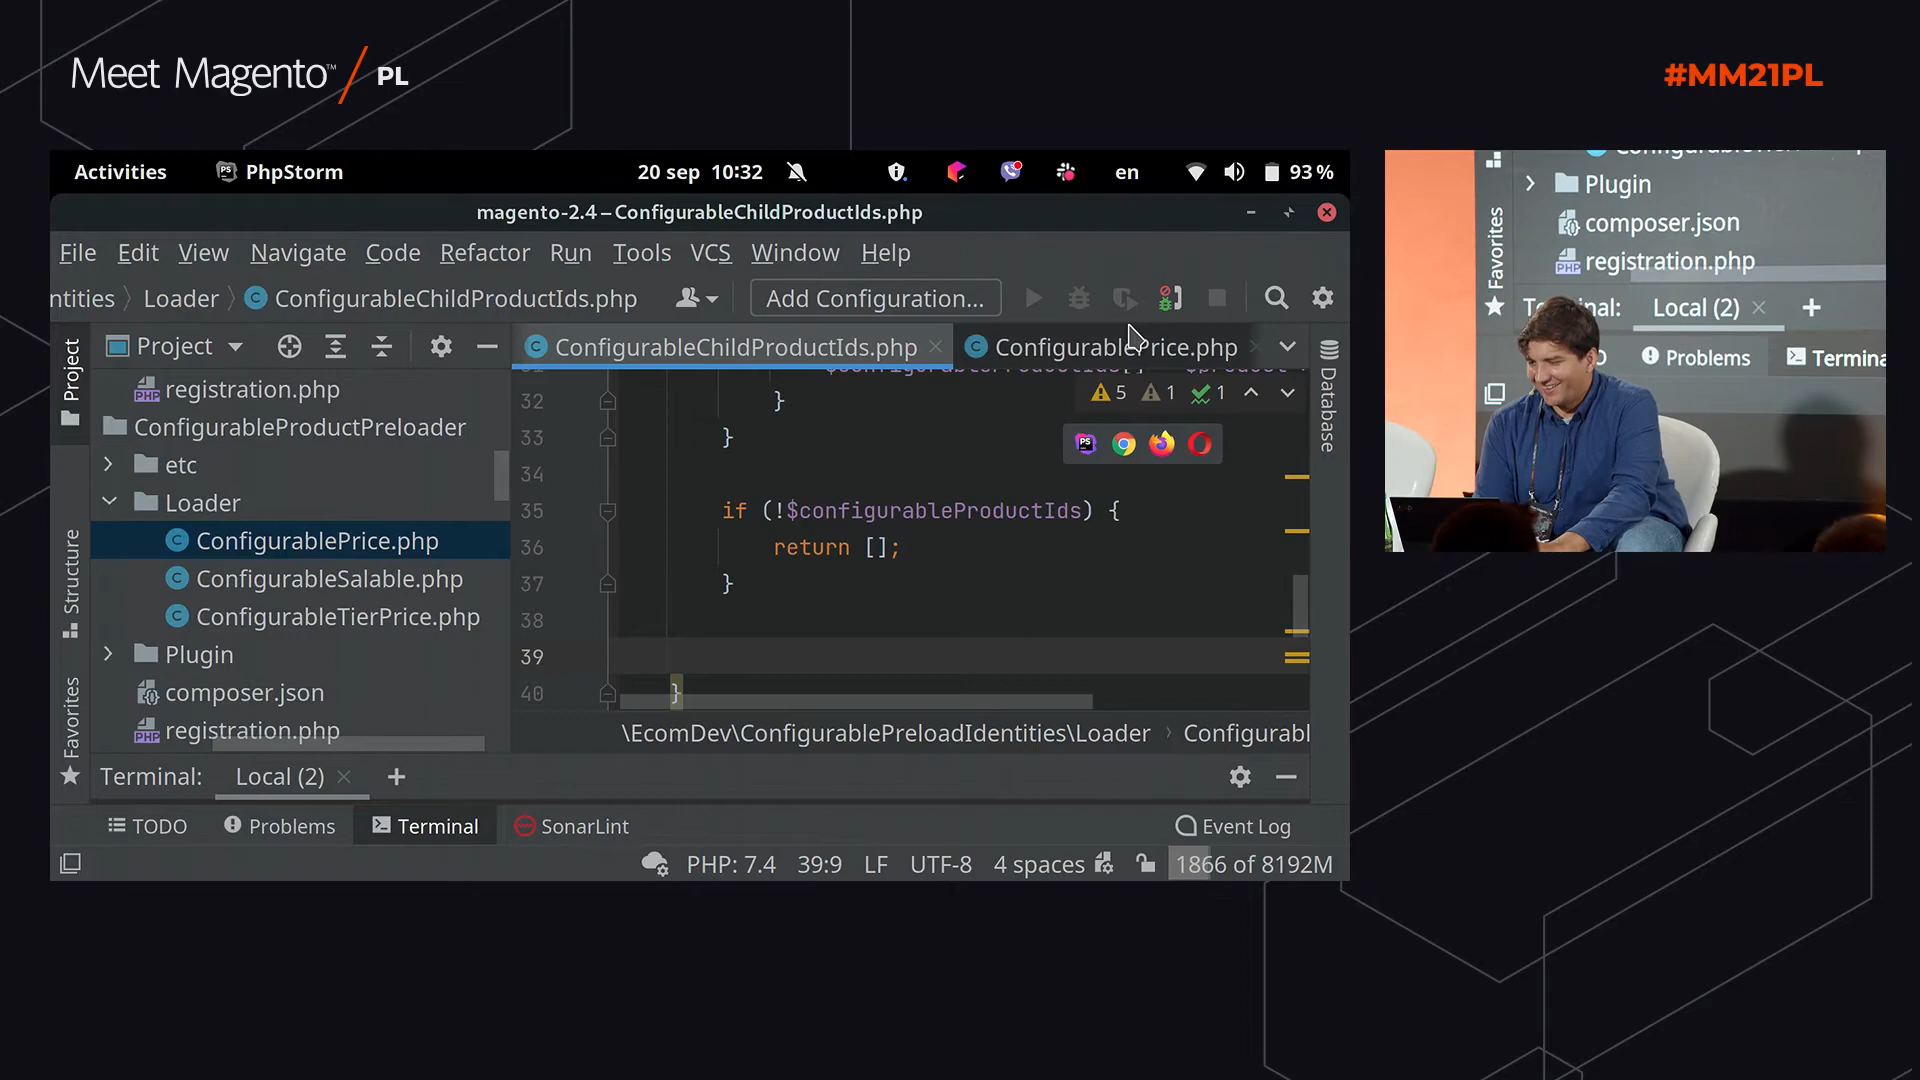 Meet Magento™ / PL
#MM21PL
Activities
PhpStorm
20 sep 10:32
en
93 %
magento-2.4 – ConfigurableChildProductIds.php
File Edit View Navigate Code Refactor Run Tools VCS Window Help
ntities
Loader
ConfigurableChildProductIds.php
Add Configuration...
Project
Project
ConfigurableChildProductIds.php
ConfigurablePrice.php
Database
registration.php
ConfigurableProductPreloader
etc
Loader
ConfigurablePrice.php
ConfigurableSalable.php
ConfigurableTierPrice.php
Plugin
composer.json
registration.php
Structure
Favorites
5 1 1
32 }
33 }
34
35 if (!$configurableProductIds) {
36 return [];
37 }
38
39
40 }
\EcomDev\ConfigurablePreloadIdentities\Loader › Configurabl
Terminal: Local (2) +
TODO
Problems
Terminal
SonarLint
Event Log
PHP: 7.4 39:9 LF UTF-8 4 spaces 1866 of 8192M
Plugin
composer.json
registration.php
Favorites
Local (2) +
Problems
Termina